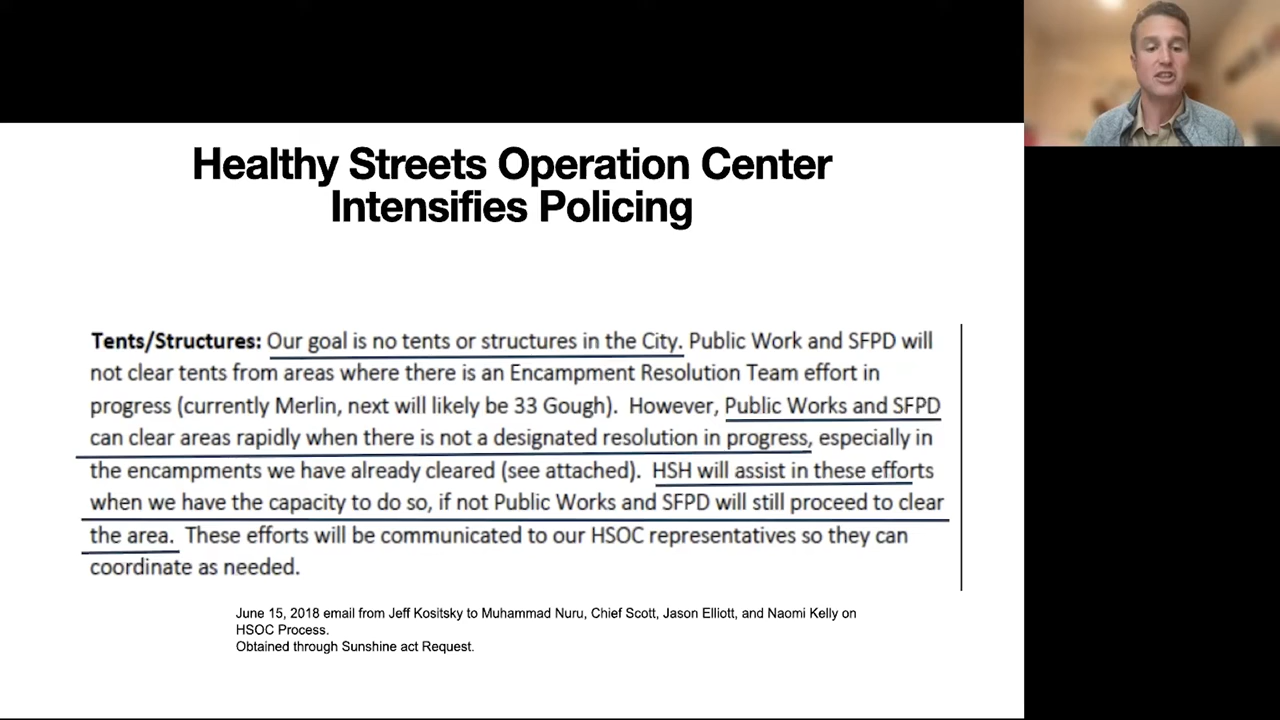 Healthy Streets Operation Center
Intensifies Policing
Tents/Structures: Our goal is no tents or structures in the City. Public Work and SFPD will
not clear tents from areas where there is an Encampment Resolution Team effort in
progress (currently Merlin, next will likely be 33 Gough). However, Public Works and SFPD
can clear areas rapidly when there is not a designated resolution in progress, especially in
the encampments we have already cleared (see attached). HSH will assist in these efforts
when we have the capacity to do so, if not Public Works and SFPD will still proceed to clear
the area. These efforts will be communicated to our HSOC representatives so they can
coordinate as needed.
June 15, 2018 email from Jeff Kositsky to Muhammad Nuru, Chief Scott, Jason Elliott, and Naomi Kelly on
HSOC Process.
Obtained through Sunshine act Request.